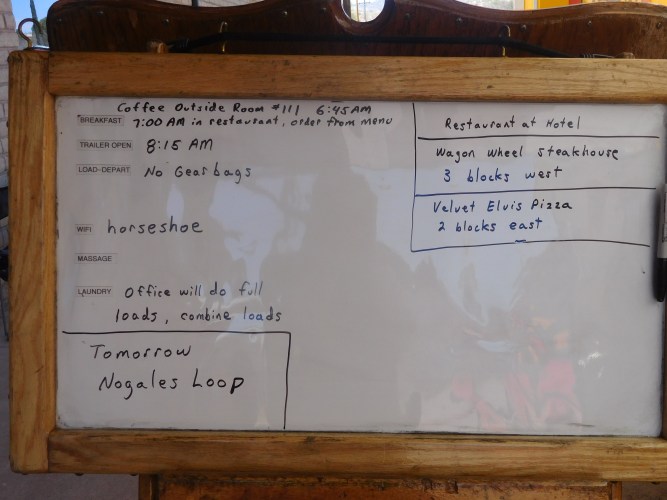 Coffee Outside Room #111 6:45AM
BREAKFAST 7:00 AM in restaurant, order from menu
TRAILER OPEN 8:15 AM
LOAD-DEPART No Gear bags
WIFI horseshoe
MASSAGE
LAUNDRY Office will do full
loads, combine loads
Tomorrow
Nogales Loop
Restaurant at Hotel
Wagon Wheel Steakhouse
3 blocks west
Velvet Elvis Pizza
2 blocks east